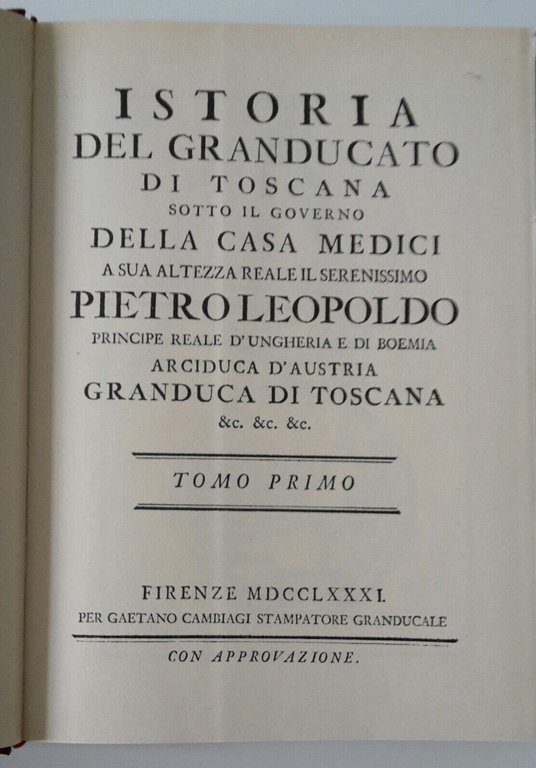 ISTORIA
DEL GRANDUCATO
DI TOSCANA
SOTTO IL GOVERNO
DELLA CASA MEDICI
A SUA ALTEZZA REALE IL SERENISSIMO
PIETRO LEOPOLDO
PRINCIPE REALE D'UNGHERIA E DI BOEMIA
ARCIDUCA D'AUSTRIA
GRANDUCA DI TOSCANA
&c. &c. &c.
TOMO PRIMO
FIRENZE MDCCLXXXI.
PER GAETANO CAMBIAGI STAMPATORE GRANDUCALE
CON APPROVAZIONE.